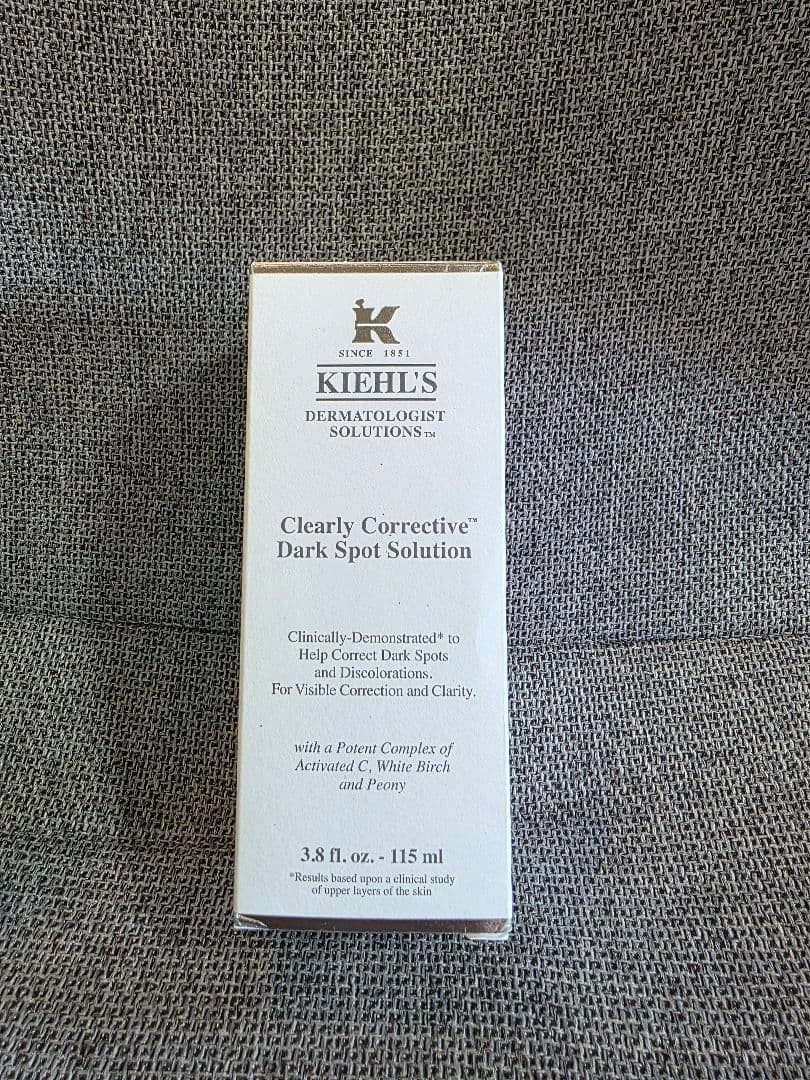 K
SINCE 1851
KIEHL'S
DERMATOLOGIST
SOLUTIONS™
Clearly Corrective™
Dark Spot Solution
Clinically-Demonstrated* to
Help Correct Dark Spots
and Discolorations.
For Visible Correction and Clarity.
with a Potent Complex of
Activated C, White Birch
and Peony
3.8 fl. oz. - 115 ml
*Results based upon a clinical study
of upper layers of the skin